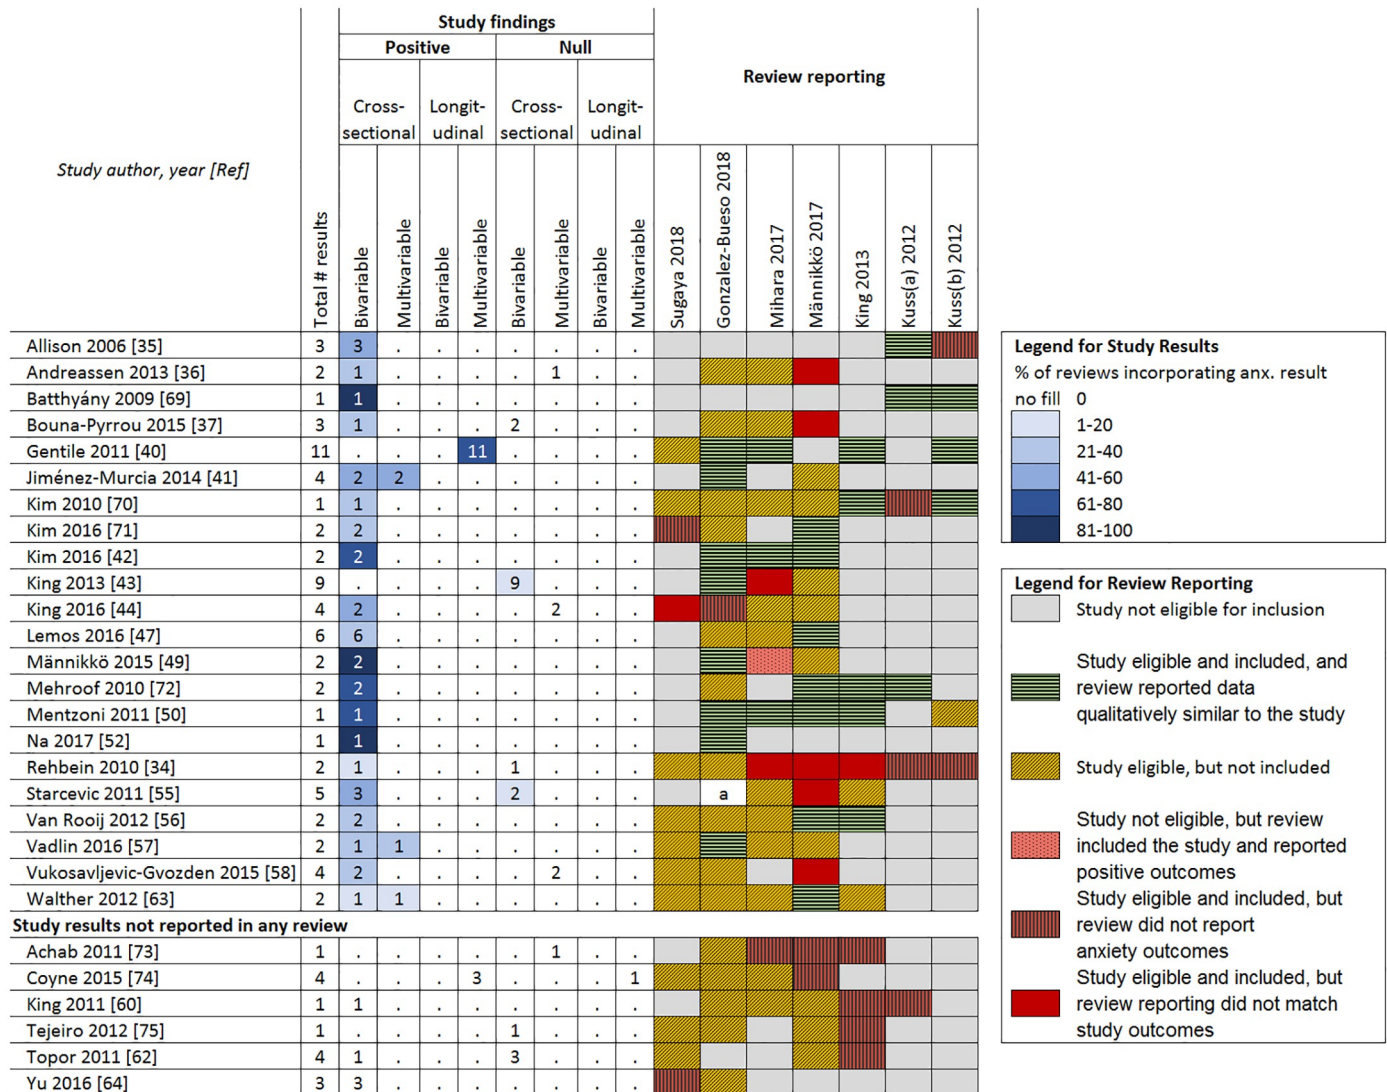 Study findings
Positive Null
Review reporting
Cross-sectional Longit-udinal Cross-sectional Longit-udinal
Study author, year [Ref]
Total # results
Bivariable
Multivariable
Bivariable
Multivariable
Bivariable
Multivariable
Bivariable
Multivariable
Sugaya 2018
Gonzalez-Bueso 2018
Mihara 2017
Männikkö 2017
King 2013
Kuss(a) 2012
Kuss(b) 2012
Allison 2006 [35] 3 3 . . . . . . .
Andreassen 2013 [36] 2 1 . . . . 1 . .
Batthyány 2009 [69] 1 1 . . . . . . .
Bouna-Pyrrou 2015 [37] 3 1 . . . 2 . . .
Gentile 2011 [40] 11 . . . 11 . . . .
Jiménez-Murcia 2014 [41] 4 2 2 . . . . . .
Kim 2010 [70] 1 1 . . . . . . .
Kim 2016 [71] 2 2 . . . . . . .
Kim 2016 [42] 2 2 . . . . . . .
King 2013 [43] 9 . . . . 9 . . .
King 2016 [44] 4 2 . . . . 2 . .
Lemos 2016 [47] 6 6 . . . . . . .
Männikkö 2015 [49] 2 2 . . . . . . .
Mehroof 2010 [72] 2 2 . . . . . . .
Mentzoni 2011 [50] 1 1 . . . . . . .
Na 2017 [52] 1 1 . . . . . . .
Rehbein 2010 [34] 2 1 . . . 1 . . .
Starcevic 2011 [55] 5 3 . . . 2 . . . a
Van Rooij 2012 [56] 2 2 . . . . . . .
Vadlin 2016 [57] 2 1 1 . . . . . .
Vukosavljevic-Gvozden 2015 [58] 4 2 . . . . 2 . .
Walther 2012 [63] 2 1 1 . . . . . .
Study results not reported in any review
Achab 2011 [73] 1 . . . . . 1 . .
Coyne 2015 [74] 4 . . . 3 . . . 1
King 2011 [60] 1 1 . . . . . . .
Tejeiro 2012 [75] 1 . . . . 1 . . .
Topor 2011 [62] 4 1 . . . 3 . . .
Yu 2016 [64] 3 3 . . . . . . .
Legend for Study Results
% of reviews incorporating anx. result
no fill 0
1-20
21-40
41-60
61-80
81-100
Legend for Review Reporting
Study not eligible for inclusion
Study eligible and included, and
review reported data
qualitatively similar to the study
Study eligible, but not included
Study not eligible, but review
included the study and reported
positive outcomes
Study eligible and included, but
review did not report
anxiety outcomes
Study eligible and included, but
review reporting did not match
study outcomes